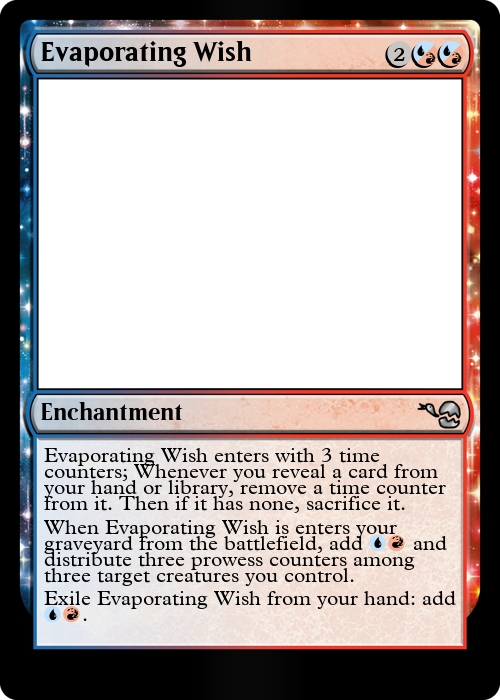 Evaporating Wish 2
Enchantment
Evaporating Wish enters with 3 time
counters; Whenever you reveal a card from
your hand or library, remove a time counter
from it. Then if it has none, sacrifice it.
When Evaporating Wish is enters your
graveyard from the battlefield, add and
distribute three prowess counters among
three target creatures you control.
Exile Evaporating Wish from your hand: add
.